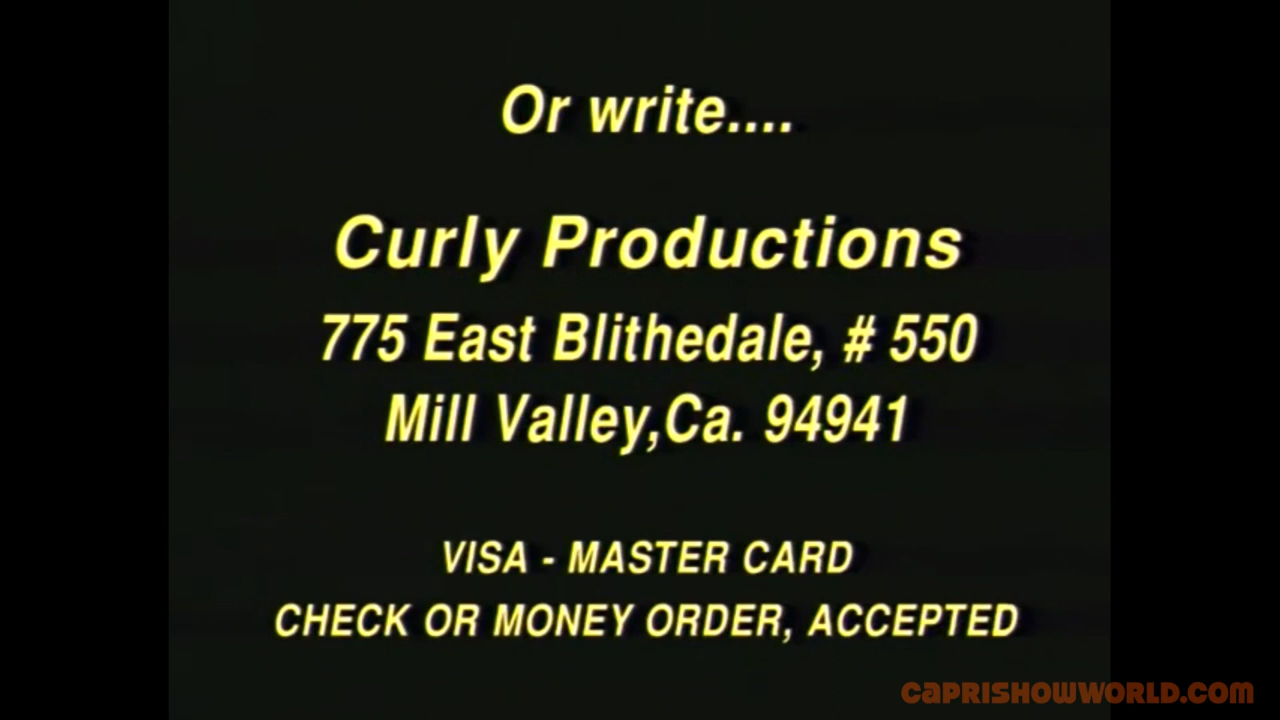 Or write....
Curly Productions
775 East Blithedale, # 550
Mill Valley,Ca. 94941
VISA - MASTER CARD
CHECK OR MONEY ORDER, ACCEPTED
CAPRISHOWWORLD.COM